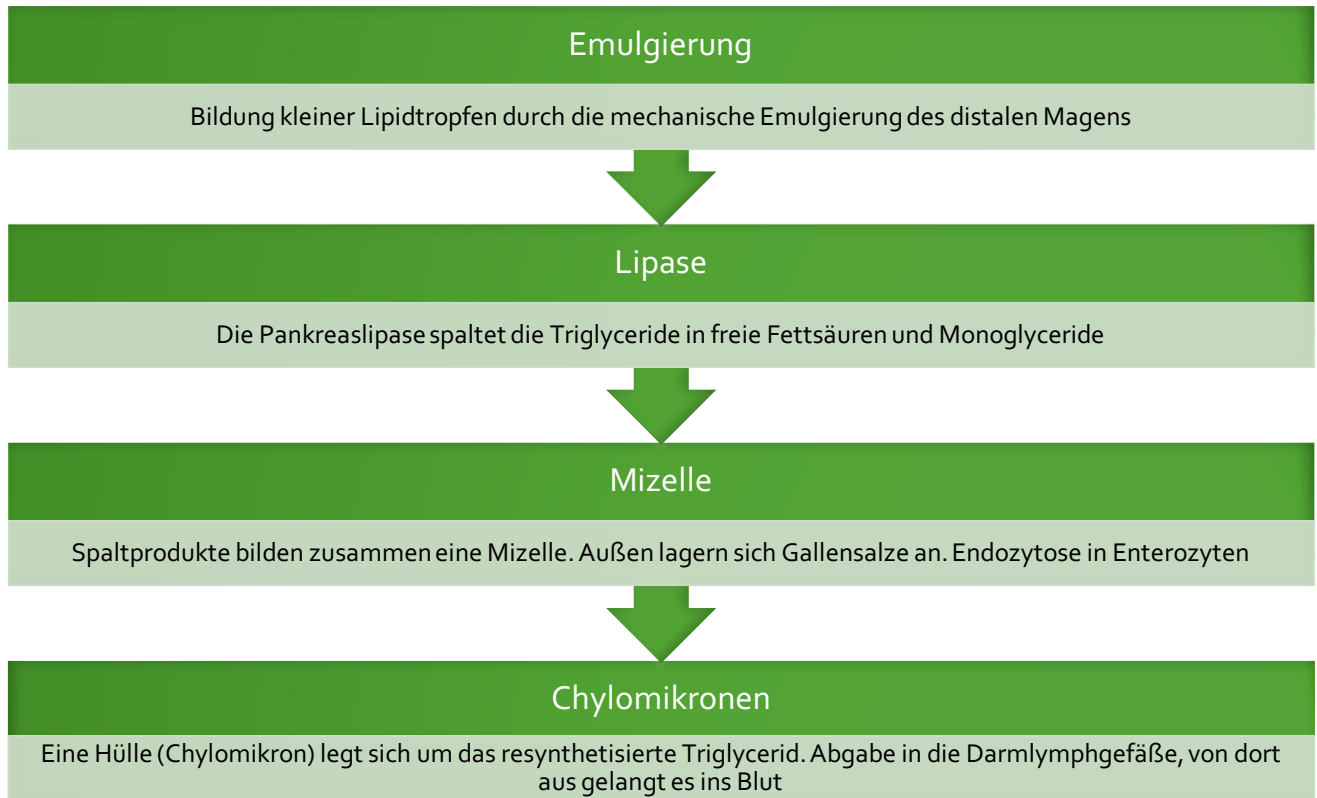 Emulgierung
Bildung kleiner Lipidtropfen durch die mechanische Emulgierung des distalen Magens
Lipase
Die Pankreaslipase spaltet die Triglyceride in freie Fettsäuren und Monoglyceride
Mizelle
Spaltprodukte bilden zusammen eine Mizelle. Außen lagern sich Gallensalze an. Endozytose in Enterozyten
Chylomikronen
Eine Hülle (Chylomikron) legt sich um das resynthetisierte Triglycerid. Abgabe in die Darmlymphgefäße, von dort
aus gelangt es ins Blut